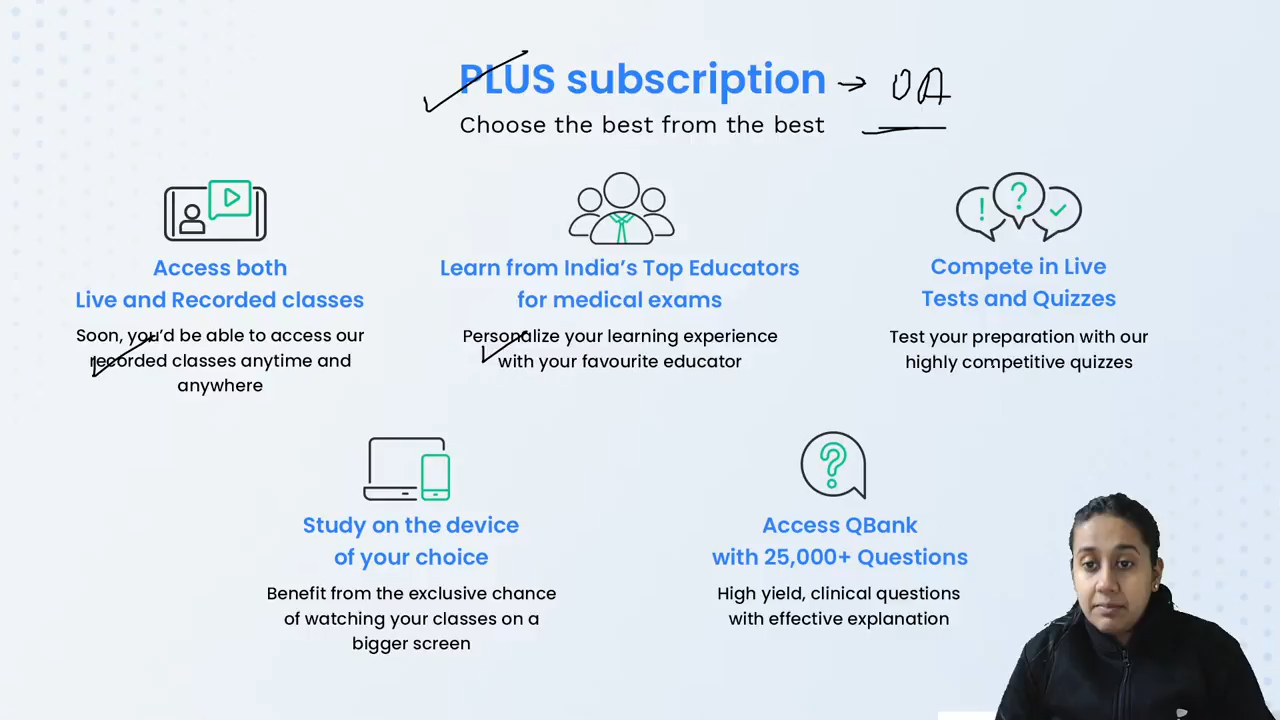 PLUS subscription → UA
Choose the best from the best
Access both
Live and Recorded classes
Soon, you'd be able to access our
recorded classes anytime and
anywhere
Learn from India's Top Educators
for medical exams
Personalize your learning experience
with your favourite educator
Compete in Live
Tests and Quizzes
Test your preparation with our
highly competitive quizzes
Study on the device
of your choice
Benefit from the exclusive chance
of watching your classes on a
bigger screen
Access QBank
with 25,000+ Questions
High yield, clinical questions
with effective explanation